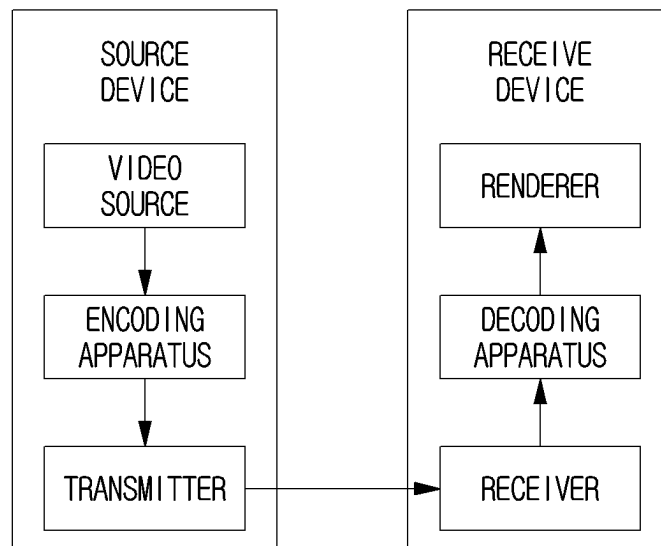 SOURCE
DEVICE
VIDEO
SOURCE
ENCODING
APPARATUS
TRANSMITTER
RECEIVE
DEVICE
RENDERER
DECODING
APPARATUS
RECEIVER